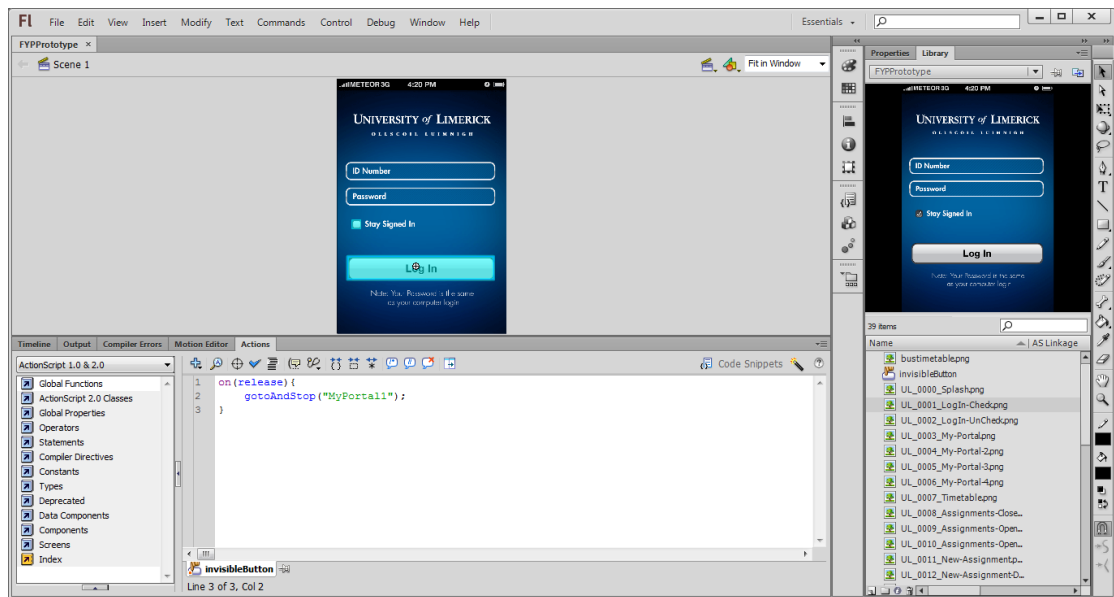 Fl File Edit View Insert Modify Text Commands Control Debug Window Help Essentials
FYPPrototype ×
Scene 1 Fit in Window
METEOR 3G 4:20 PM
UNIVERSITY of LIMERICK
OLLSCOIL LUIMNIGH
ID Number
Password
Stay Signed In
Log In
Note: Your Password is the same
as your computer login
Timeline Output Compiler Errors Motion Editor Actions
ActionScript 1.0 & 2.0
Code Snippets
Global Functions
ActionScript 2.0 Classes
Global Properties
Operators
Statements
Compiler Directives
Constants
Types
Deprecated
Data Components
Components
Screens
Index
1 on(release){
2 gotoAndStop("MyPortal1");
3 }
invisibleButton
Line 3 of 3, Col 2
Properties Library
FYPPrototype
METEOR 3G 4:20 PM
UNIVERSITY of LIMERICK
OLLSCOIL LUIMNIGH
ID Number
Password
Stay Signed In
Log In
Note: Your Password is the same
as your computer login
39 items
Name AS Linkage
bustimetable.png
invisibleButton
UL_0000_Splash.png
UL_0001_LogIn-Check.png
UL_0002_LogIn-UnCheck.png
UL_0003_My-Portal.png
UL_0004_My-Portal-2.png
UL_0005_My-Portal-3.png
UL_0006_My-Portal-4.png
UL_0007_Timetable.png
UL_0008_Assignments-Close...
UL_0009_Assignments-Open...
UL_0010_Assignments-Open...
UL_0011_New-Assignment.p...
UL_0012_New-Assignment-D...